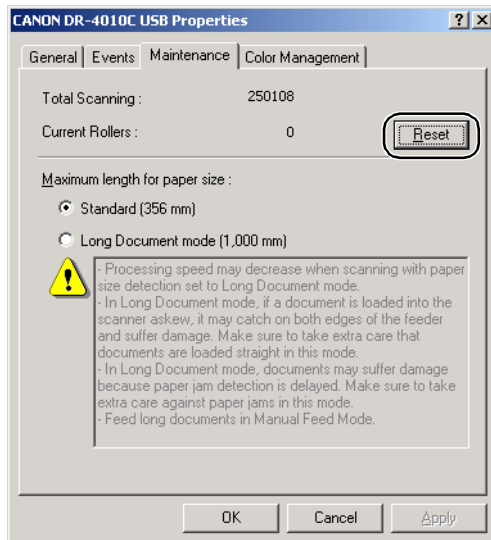 CANON DR-4010C USB Properties
General Events Maintenance Color Management
Total Scanning : 250108
Current Rollers : 0 Reset
Maximum length for paper size :
Standard (356 mm)
Long Document mode (1,000 mm)
- Processing speed may decrease when scanning with paper
size detection set to Long Document mode.
- In Long Document mode, if a document is loaded into the
scanner askew, it may catch on both edges of the feeder
and suffer damage. Make sure to take extra care that
documents are loaded straight in this mode.
- In Long Document mode, documents may suffer damage
because paper jam detection is delayed. Make sure to take
extra care against paper jams in this mode.
- Feed long documents in Manual Feed Mode.
OK Cancel Apply